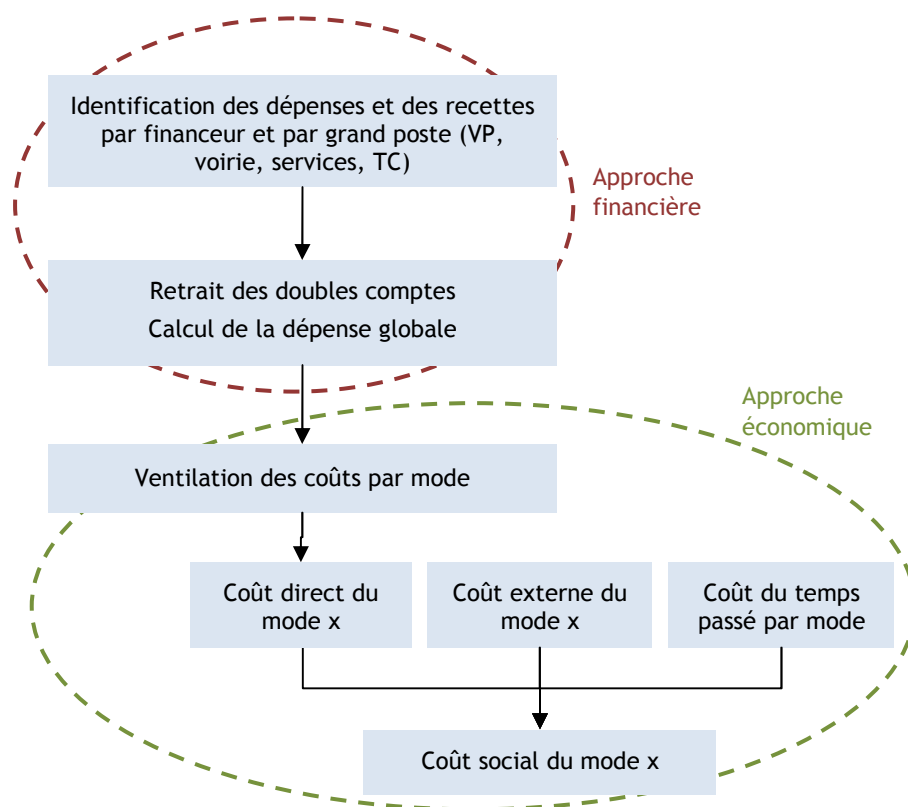 Identification des dépenses et des recettes
par financeur et par grand poste (VP,
voirie, services, TC)
Approche
financière
Retrait des doubles comptes
Calcul de la dépense globale
Approche
économique
Ventilation des coûts par mode
Coût direct du
mode x
Coût externe du
mode x
Coût du temps
passé par mode
Coût social du mode x